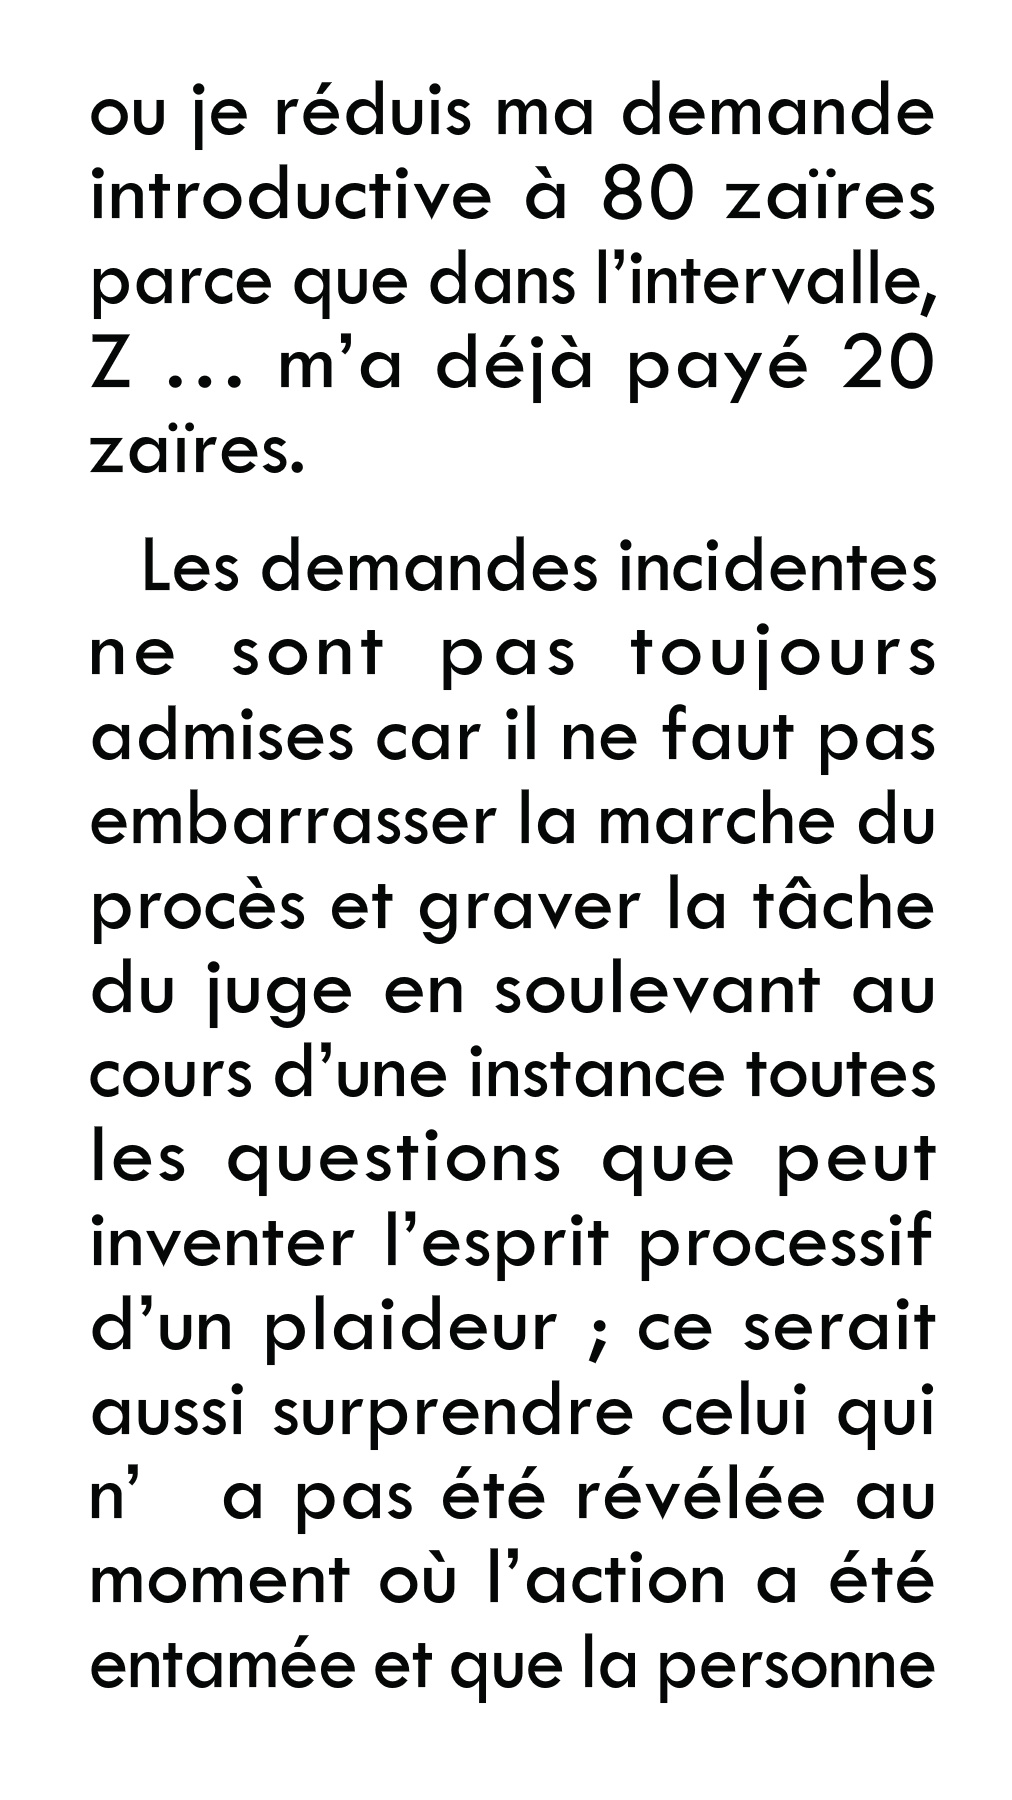 ou je réduis ma demande
introductive à 80 zaïres
parce que dans l’intervalle,
Z … m’a déjà payé 20
zaïres.
Les demandes incidentes
ne sont pas toujours
admises car il ne faut pas
embarrasser la marche du
procès et graver la tâche
du juge en soulevant au
cours d’une instance toutes
les questions que peut
inventer l’esprit processif
d’un plaideur ; ce serait
aussi surprendre celui qui
n’ a pas été révélée au
moment où l’action a été
entamée et que la personne